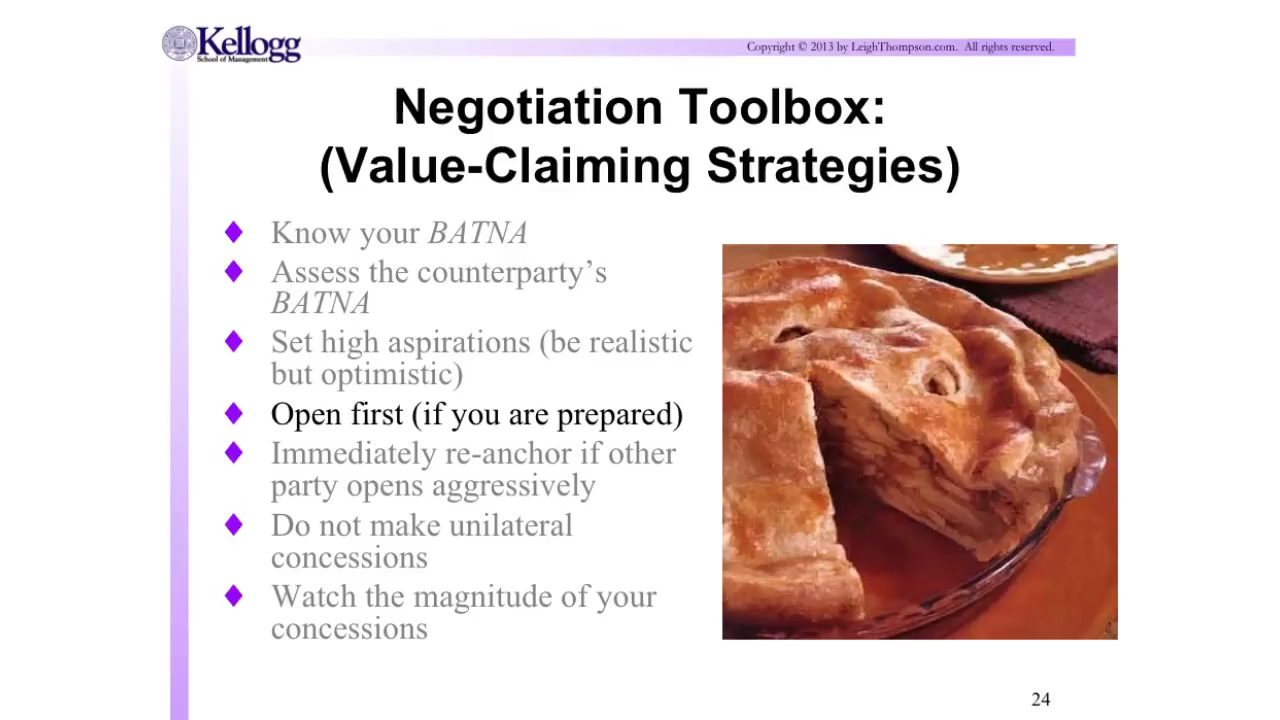 Kellogg
School of Management
Copyright © 2013 by LeighThompson.com. All rights reserved.
Negotiation Toolbox:
(Value-Claiming Strategies)
Know your BATNA
Assess the counterparty’s
BATNA
Set high aspirations (be realistic
but optimistic)
Open first (if you are prepared)
Immediately re-anchor if other
party opens aggressively
Do not make unilateral
concessions
Watch the magnitude of your
concessions
24